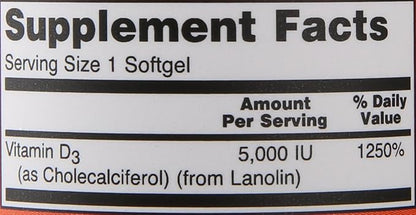 Supplement Facts
Serving Size 1 Softgel
Amount Per Serving % Daily Value
Vitamin D3 5,000 IU 1250%
(as Cholecalciferol) (from Lanolin)